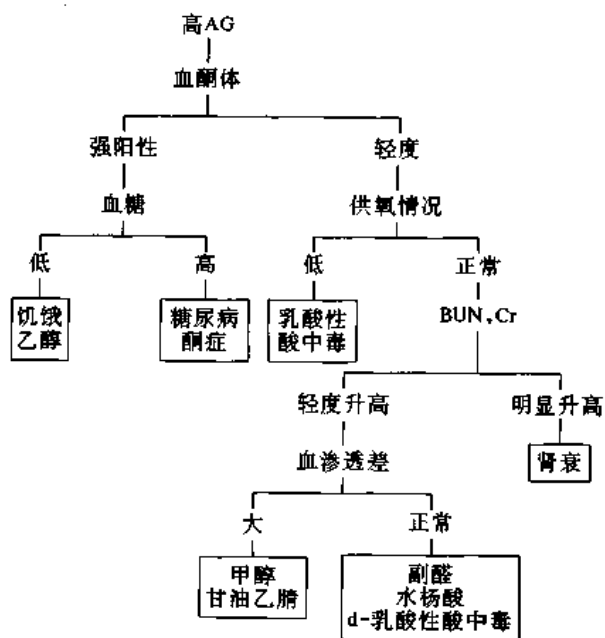 高AG
血酮体
强阳性 轻度
血糖 供氧情况
低 高 低 正常
饥饿 糖尿病 乳酸性 BUN,Cr
乙醇 酮症 酸中毒
轻度升高 明显升高
血渗透差 肾衰
大 正常
甲醇 副醛
甘油乙腈 水杨酸
d-乳酸性酸中毒